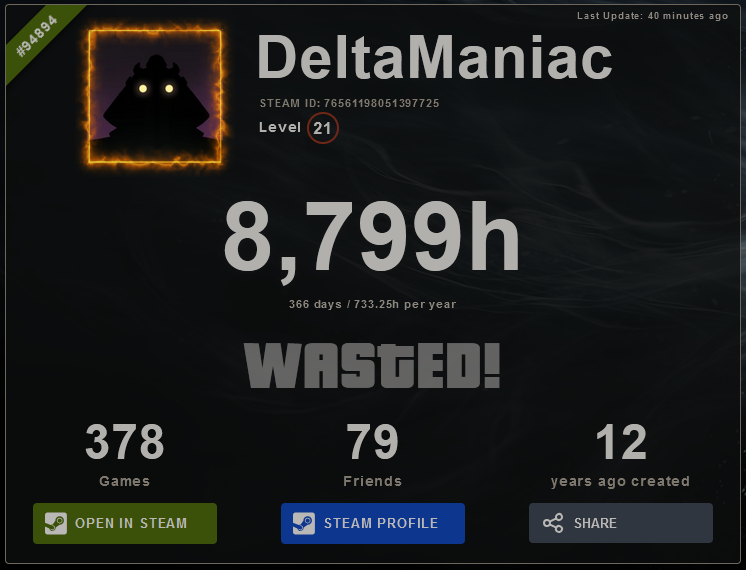 #94894
Last Update: 40 minutes ago
DeltaManiac
STEAM ID: 76561198051397725
Level 21
8,799h
366 days / 733.25h per year
WASTED!
378 79 12
Games Friends years ago created
OPEN IN STEAM STEAM PROFILE SHARE